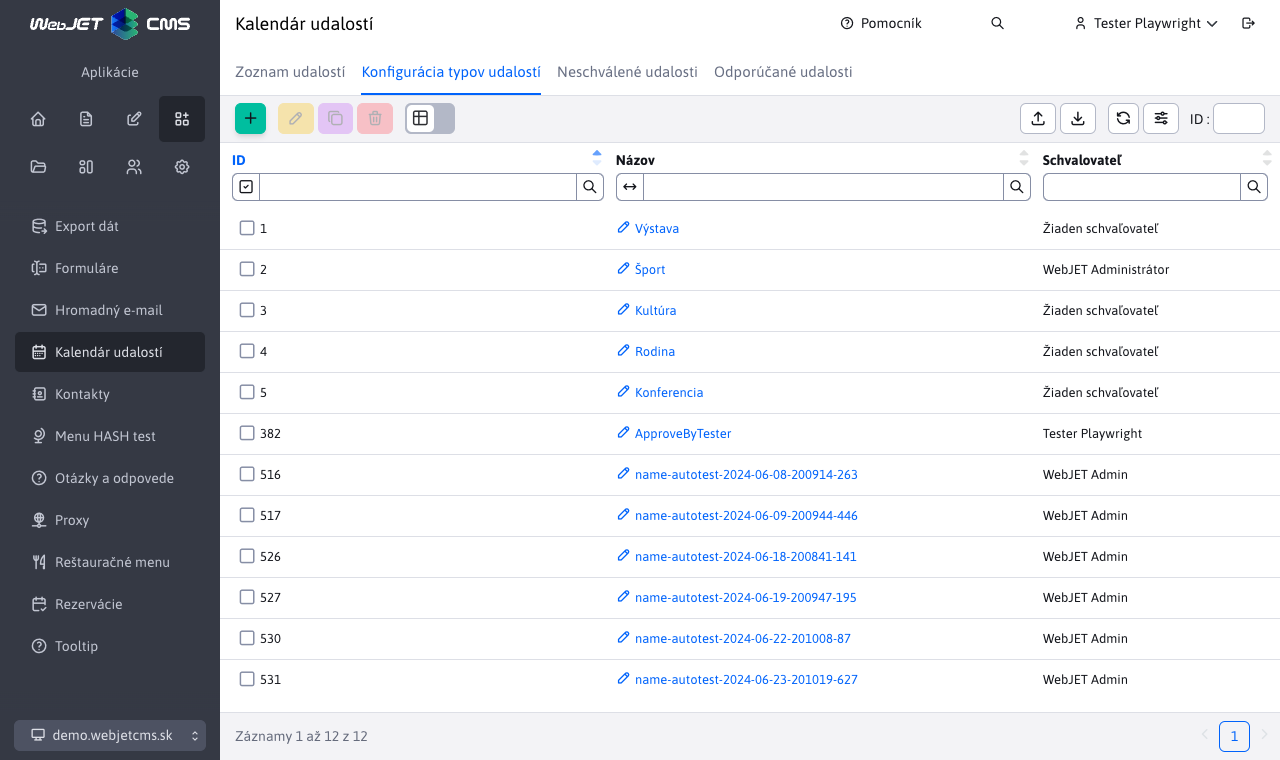 WebJET CMS
Aplikácie
Export dát
Formuláre
Hromadný e-mail
Kalendár udalostí
Kontakty
Menu HASH test
Otázky a odpovede
Proxy
Reštauračné menu
Rezervácie
Tooltip
demo.webjetcms.sk
Kalendár udalostí
Pomocník
Tester Playwright
Zoznam udalostí Konfigurácia typov udalostí Neschválené udalosti Odporúčané udalosti
ID :
ID Názov Schvalovateľ
1 Výstava Žiaden schvaľovateľ
2 Šport WebJET Administrátor
3 Kultúra Žiaden schvaľovateľ
4 Rodina Žiaden schvaľovateľ
5 Konferencia Žiaden schvaľovateľ
382 ApproveByTester Tester Playwright
516 name-autotest-2024-06-08-200914-263 WebJET Admin
517 name-autotest-2024-06-09-200944-446 WebJET Admin
526 name-autotest-2024-06-18-200841-141 WebJET Admin
527 name-autotest-2024-06-19-200947-195 WebJET Admin
530 name-autotest-2024-06-22-201008-87 WebJET Admin
531 name-autotest-2024-06-23-201019-627 WebJET Admin
Záznamy 1 až 12 z 12
1